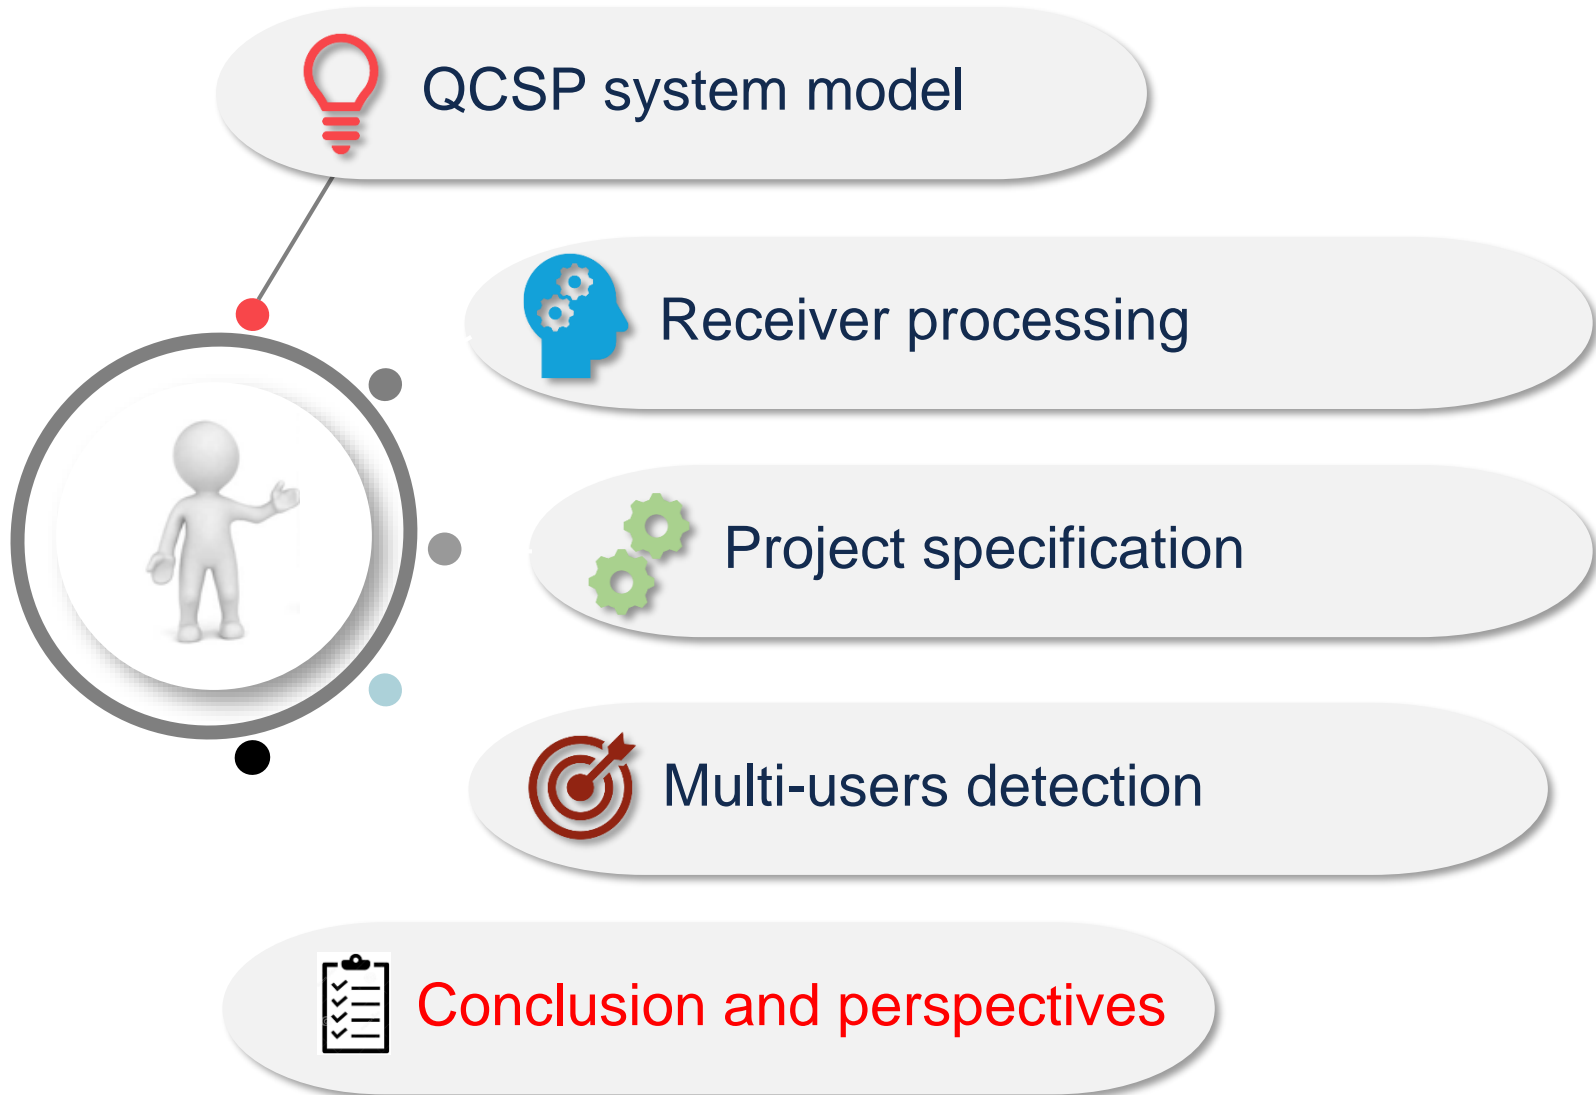 QCSP system model
Receiver processing
Project specification
Multi-users detection
Conclusion and perspectives